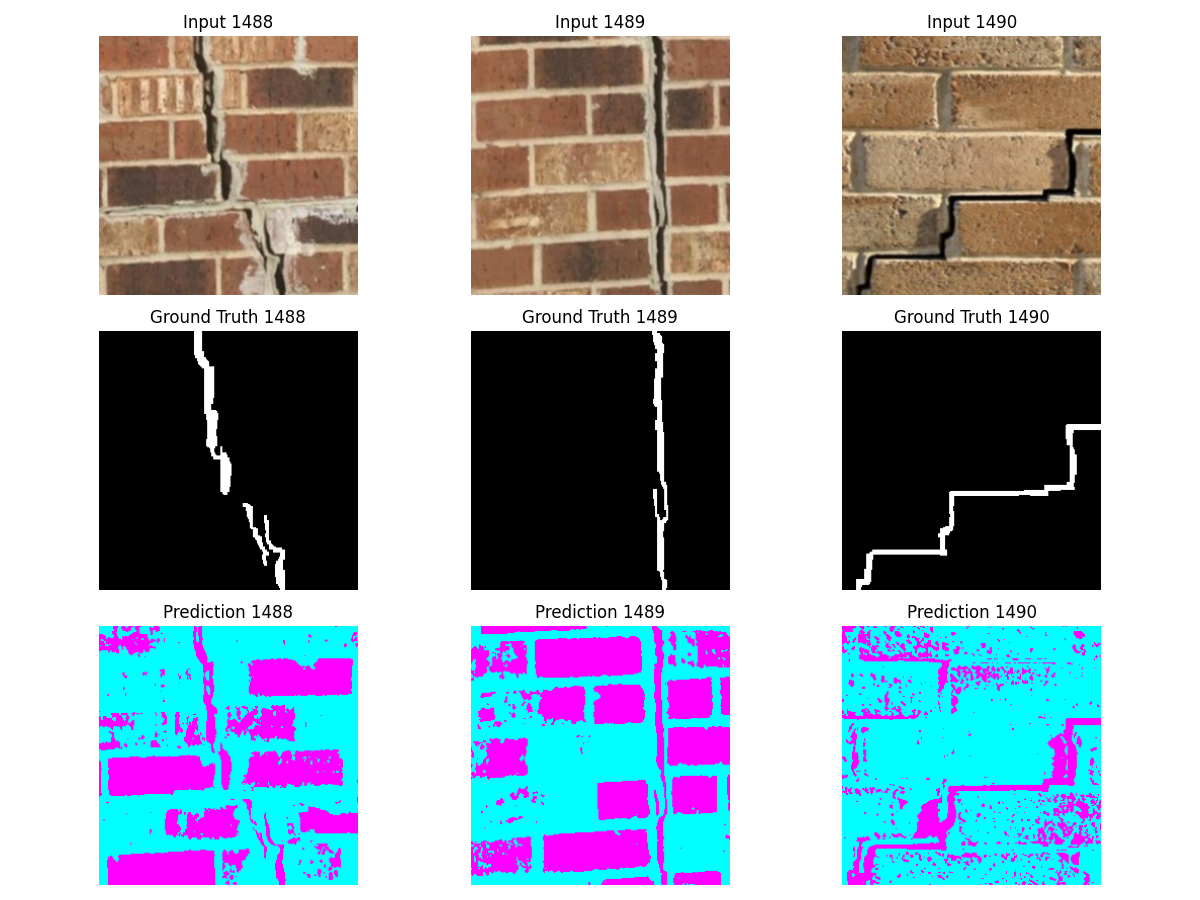 Input 1488
Input 1489
Input 1490
Ground Truth 1488
Ground Truth 1489
Ground Truth 1490
Prediction 1488
Prediction 1489
Prediction 1490